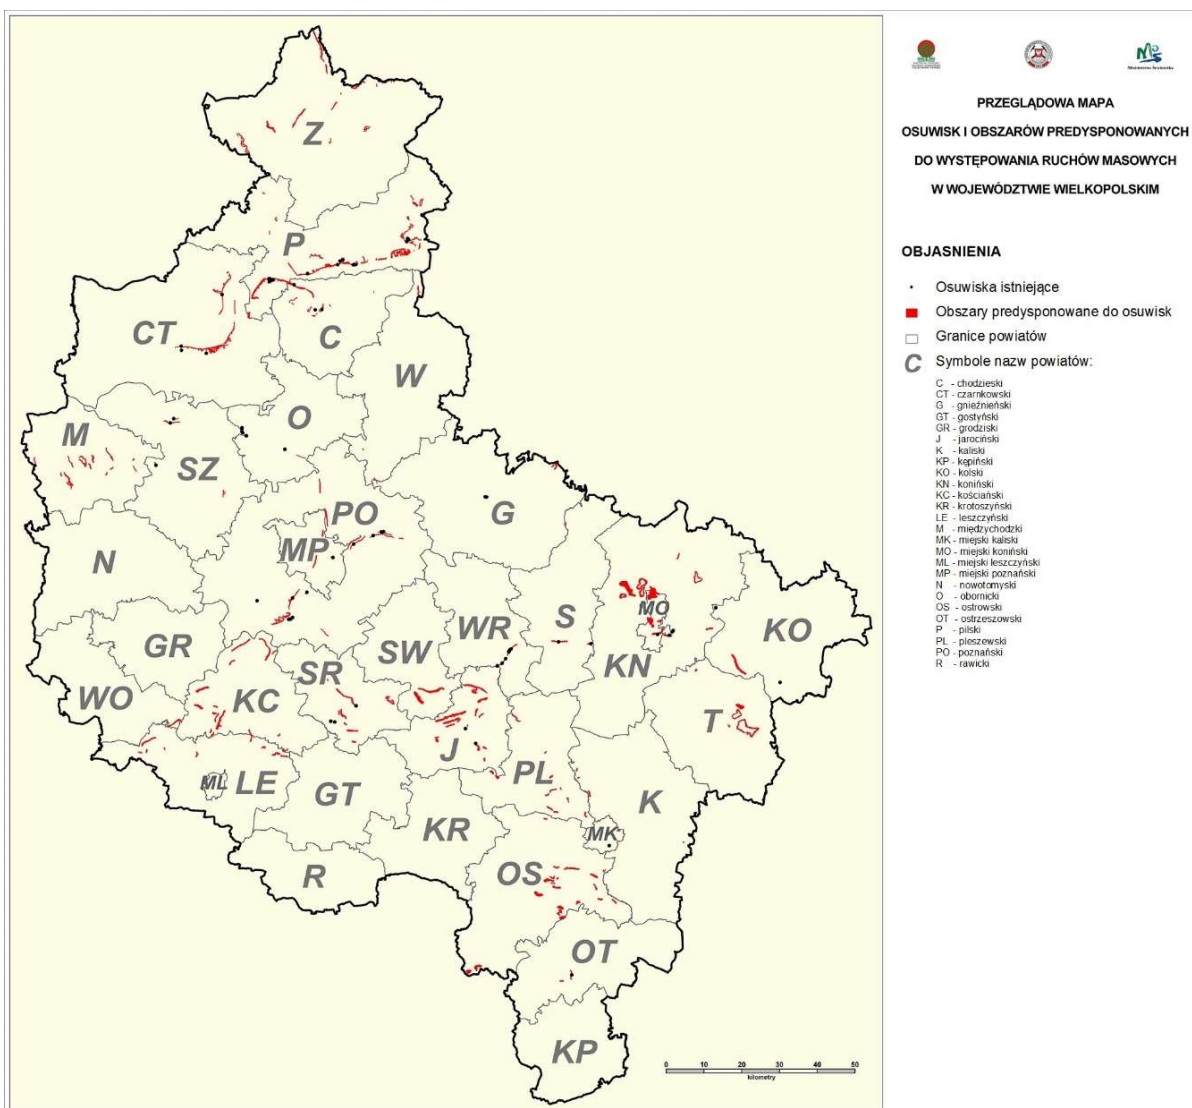 PRZEGLĄDOWA MAPA
OSUWISK I OBSZARÓW PREDYSPONOWANYCH
DO WYSTĘPOWANIA RUCHÓW MASOWYCH
W WOJEWÓDZTWIE WIELKOPOLSKIM
OBJASNIENIA
Osuwiska istniejące
Obszary predysponowane do osuwisk
Granice powiatów
C Symbole nazw powiatów:
C - chodzieski
CT - czarnkowski
G - gnieźnieński
GT - gostyński
GR - grodziski
J - jarociński
K - kaliski
KP - kępiński
KO - kolski
KN - koniński
KC - kościański
KR - krotoszyński
LE - leszczyński
M - międzychodzki
MK - miejski kaliski
MO - miejski koniński
ML - miejski leszczyński
MP - miejski poznański
N - nowotomyski
O - obornicki
OS - ostrowski
OT - ostrzeszowski
P - pilski
PL - pleszewski
PO - poznański
R - rawicki
Z
P
CT
C
W
O
M
SZ
PO
G
MP
N
MO
S
WR
KO
GR
SW
SR
KN
WO
KC
T
J
PL
ML
LE
GT
K
KR
MK
R
OS
OT
KP
0 10 20 30 40 50
kilometry